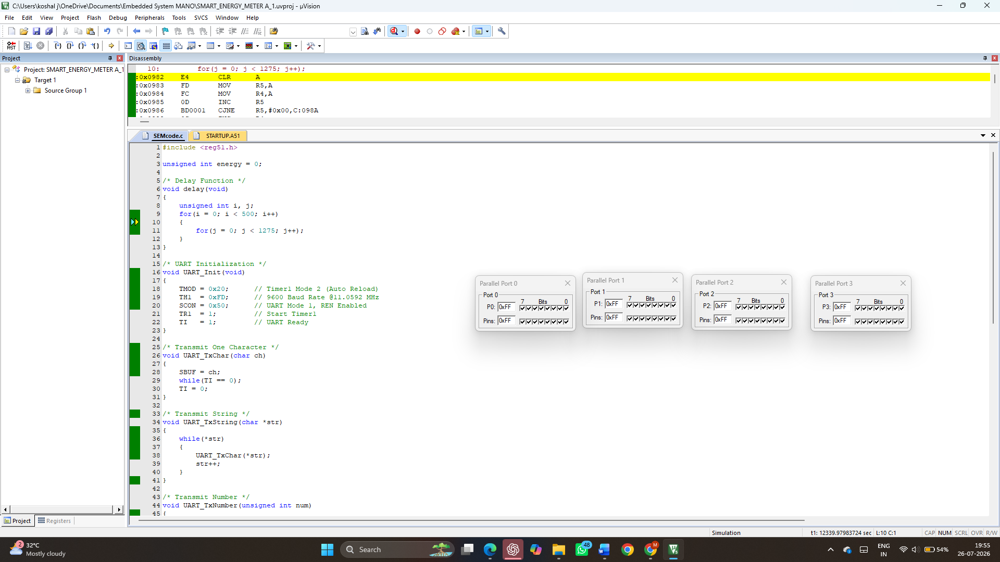 C:\Users\koshal j\OneDrive\Documents\Embedded System MANO\SMART_ENERGY_METER A_1.uvproj - µVision
File Edit View Project Flash Debug Peripherals Tools SVCS Window Help
RST
Project
Project: SMART_ENERGY_METER A_1
Target 1
Source Group 1
Disassembly
10: for(j = 0; j < 1275; j++);
:0x0982 E4 CLR A
:0x0983 FD MOV R5,A
:0x0984 FC MOV R4,A
:0x0985 0D INC R5
:0x0986 BD0001 CJNE R5,#0x00,C:098A
SEMcode.c STARTUP.A51
1 #include <reg51.h>
2
3 unsigned int energy = 0;
4
5 /* Delay Function */
6 void delay(void)
7 {
8 unsigned int i, j;
9 for(i = 0; i < 500; i++)
10 {
11 for(j = 0; j < 1275; j++);
12 }
13 }
14
15 /* UART Initialization */
16 void UART_Init(void)
17 {
18 TMOD = 0x20; // Timer1 Mode 2 (Auto Reload)
19 TH1 = 0xFD; // 9600 Baud Rate @11.0592 MHz
20 SCON = 0x50; // UART Mode 1, REN Enabled
21 TR1 = 1; // Start Timer1
22 TI = 1; // UART Ready
23 }
24
25 /* Transmit One Character */
26 void UART_TxChar(char ch)
27 {
28 SBUF = ch;
29 while(TI == 0);
30 TI = 0;
31 }
32
33 /* Transmit String */
34 void UART_TxString(char *str)
35 {
36 while(*str)
37 {
38 UART_TxChar(*str);
39 str++;
40 }
41 }
42
43 /* Transmit Number */
44 void UART_TxNumber(unsigned int num)
45 {
Parallel Port 0
Port 0
7 Bits 0
P0: 0xFF
Pins: 0xFF
Parallel Port 1
Port 1
7 Bits 0
P1: 0xFF
Pins: 0xFF
Parallel Port 2
Port 2
7 Bits 0
P2: 0xFF
Pins: 0xFF
Parallel Port 3
Port 3
7 Bits 0
P3: 0xFF
Pins: 0xFF
Project Registers
Simulation t1: 12339.97983724 sec L:10 C:1 CAP NUM SCRL OVR R/W
2
32°C
Mostly cloudy
Search
48
M
ENG
IN
54%
19:55
26-07-2026